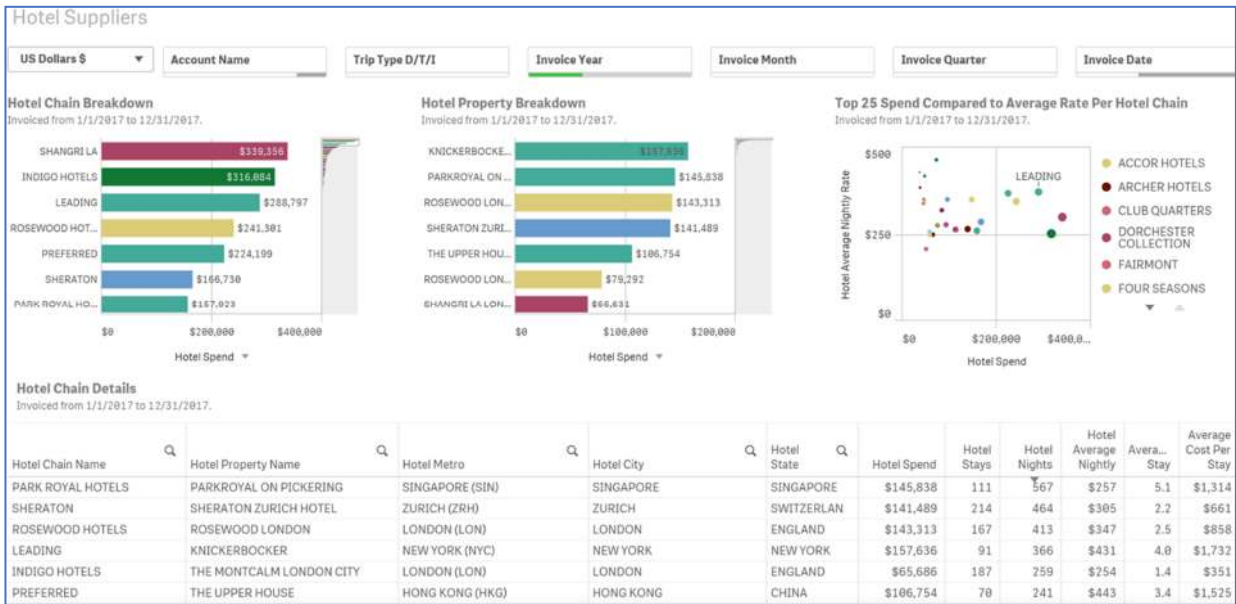 Hotel Suppliers
US Dollars $
Account Name
Trip Type D/T/I
Invoice Year
Invoice Month
Invoice Quarter
Invoice Date
Hotel Chain Breakdown
Invoiced from 1/1/2017 to 12/31/2017.
SHANGRI LA $339,356
INDIGO HOTELS $316,084
LEADING $288,797
ROSEWOOD HOT... $241,301
PREFERRED $224,199
SHERATON $166,730
PARK ROYAL HO... $157,023
$0 $200,000 $400,000
Hotel Spend
Hotel Property Breakdown
Invoiced from 1/1/2017 to 12/31/2017.
KNICKERBOCKE... $157,636
PARKROYAL ON ... $145,838
ROSEWOOD LON... $143,313
SHERATON ZURI... $141,489
THE UPPER HOU... $106,754
ROSEWOOD LON... $79,292
SHANGRI LA LON... $66,631
$0 $100,000 $200,000
Hotel Spend
Top 25 Spend Compared to Average Rate Per Hotel Chain
Invoiced from 1/1/2017 to 12/31/2017.
Hotel Average Nightly Rate
$500
$250
$0
LEADING
$0 $200,000 $400,0...
Hotel Spend
ACCOR HOTELS
ARCHER HOTELS
CLUB QUARTERS
DORCHESTER
COLLECTION
FAIRMONT
FOUR SEASONS
Hotel Chain Details
Invoiced from 1/1/2017 to 12/31/2017.
Hotel Chain Name Hotel Property Name Hotel Metro Hotel City Hotel State Hotel Spend Hotel Stays Hotel Nights Hotel Average Nightly Avera... Stay Average Cost Per Stay
PARK ROYAL HOTELS PARKROYAL ON PICKERING SINGAPORE (SIN) SINGAPORE SINGAPORE $145,838 111 567 $257 5.1 $1,314
SHERATON SHERATON ZURICH HOTEL ZURICH (ZRH) ZURICH SWITZERLAN $141,489 214 464 $305 2.2 $661
ROSEWOOD HOTELS ROSEWOOD LONDON LONDON (LON) LONDON ENGLAND $143,313 167 413 $347 2.5 $858
LEADING KNICKERBOCKER NEW YORK (NYC) NEW YORK NEW YORK $157,636 91 366 $431 4.0 $1,732
INDIGO HOTELS THE MONTCALM LONDON CITY LONDON (LON) LONDON ENGLAND $65,686 187 259 $254 1.4 $351
PREFERRED THE UPPER HOUSE HONG KONG (HKG) HONG KONG CHINA $106,754 70 241 $443 3.4 $1,525